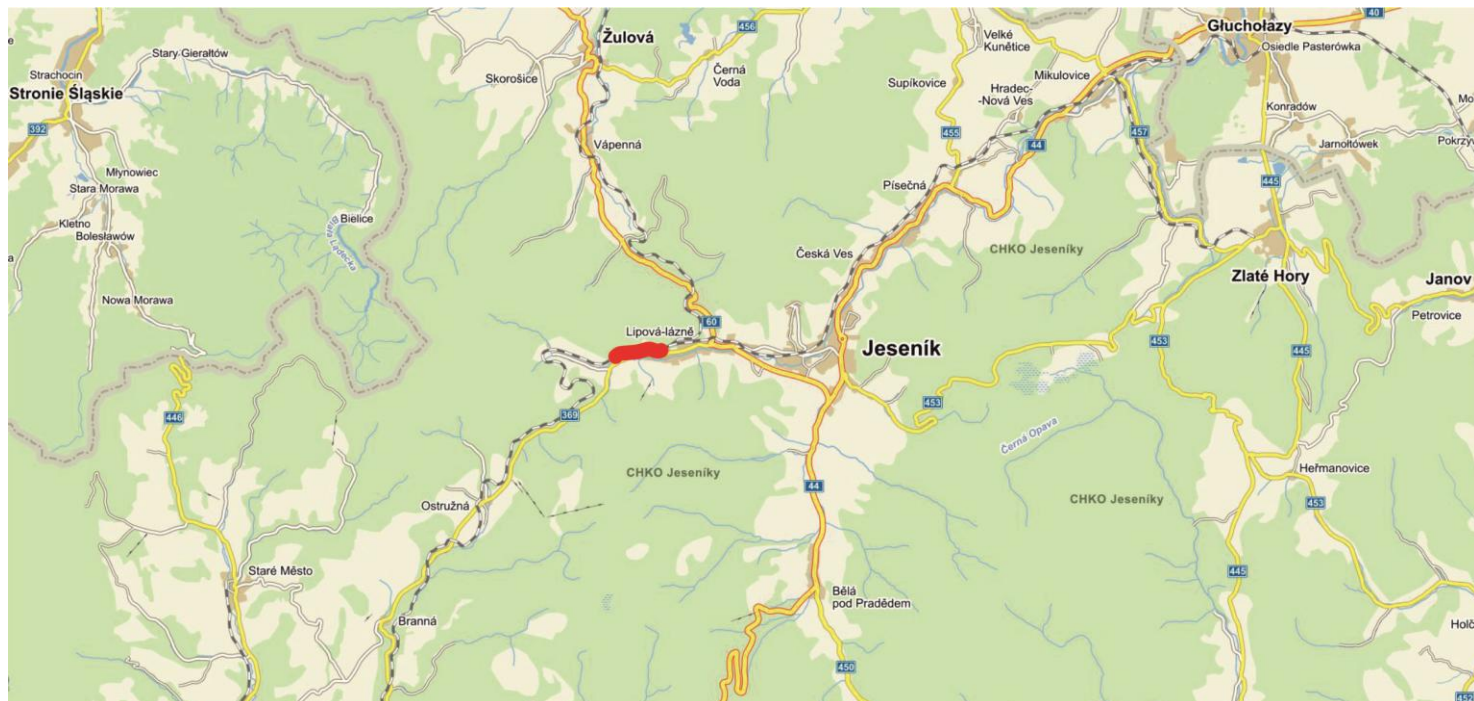 456
40
Velké
Kunětice
Głuchołazy
Osiedle Pasterówka
Žulová
Stary Gierałtów
Strachocin
Skorošice
Černá
Voda
Supíkovice
Mikulovice
Hradec-
-Nová Ves
Stronie Śląskie
Konradów
392
455
457
44
Vápenná
Jarnołtówek
Młynowiec
Stara Morawa
Písečná
445
Kletno
Bolesławów
Bielice
Biała Lądecka
Česká Ves
CHKO Jeseníky
Zlaté Hory
Janov
Nowa Morawa
Petrovice
60
Lipová-lázně
Jeseník
453
445
446
369
453
Černá Opava
CHKO Jeseníky
Heřmanovice
44
CHKO Jeseníky
453
Ostružná
Staré Město
445
Bělá
pod Pradědem
Branná
450
452